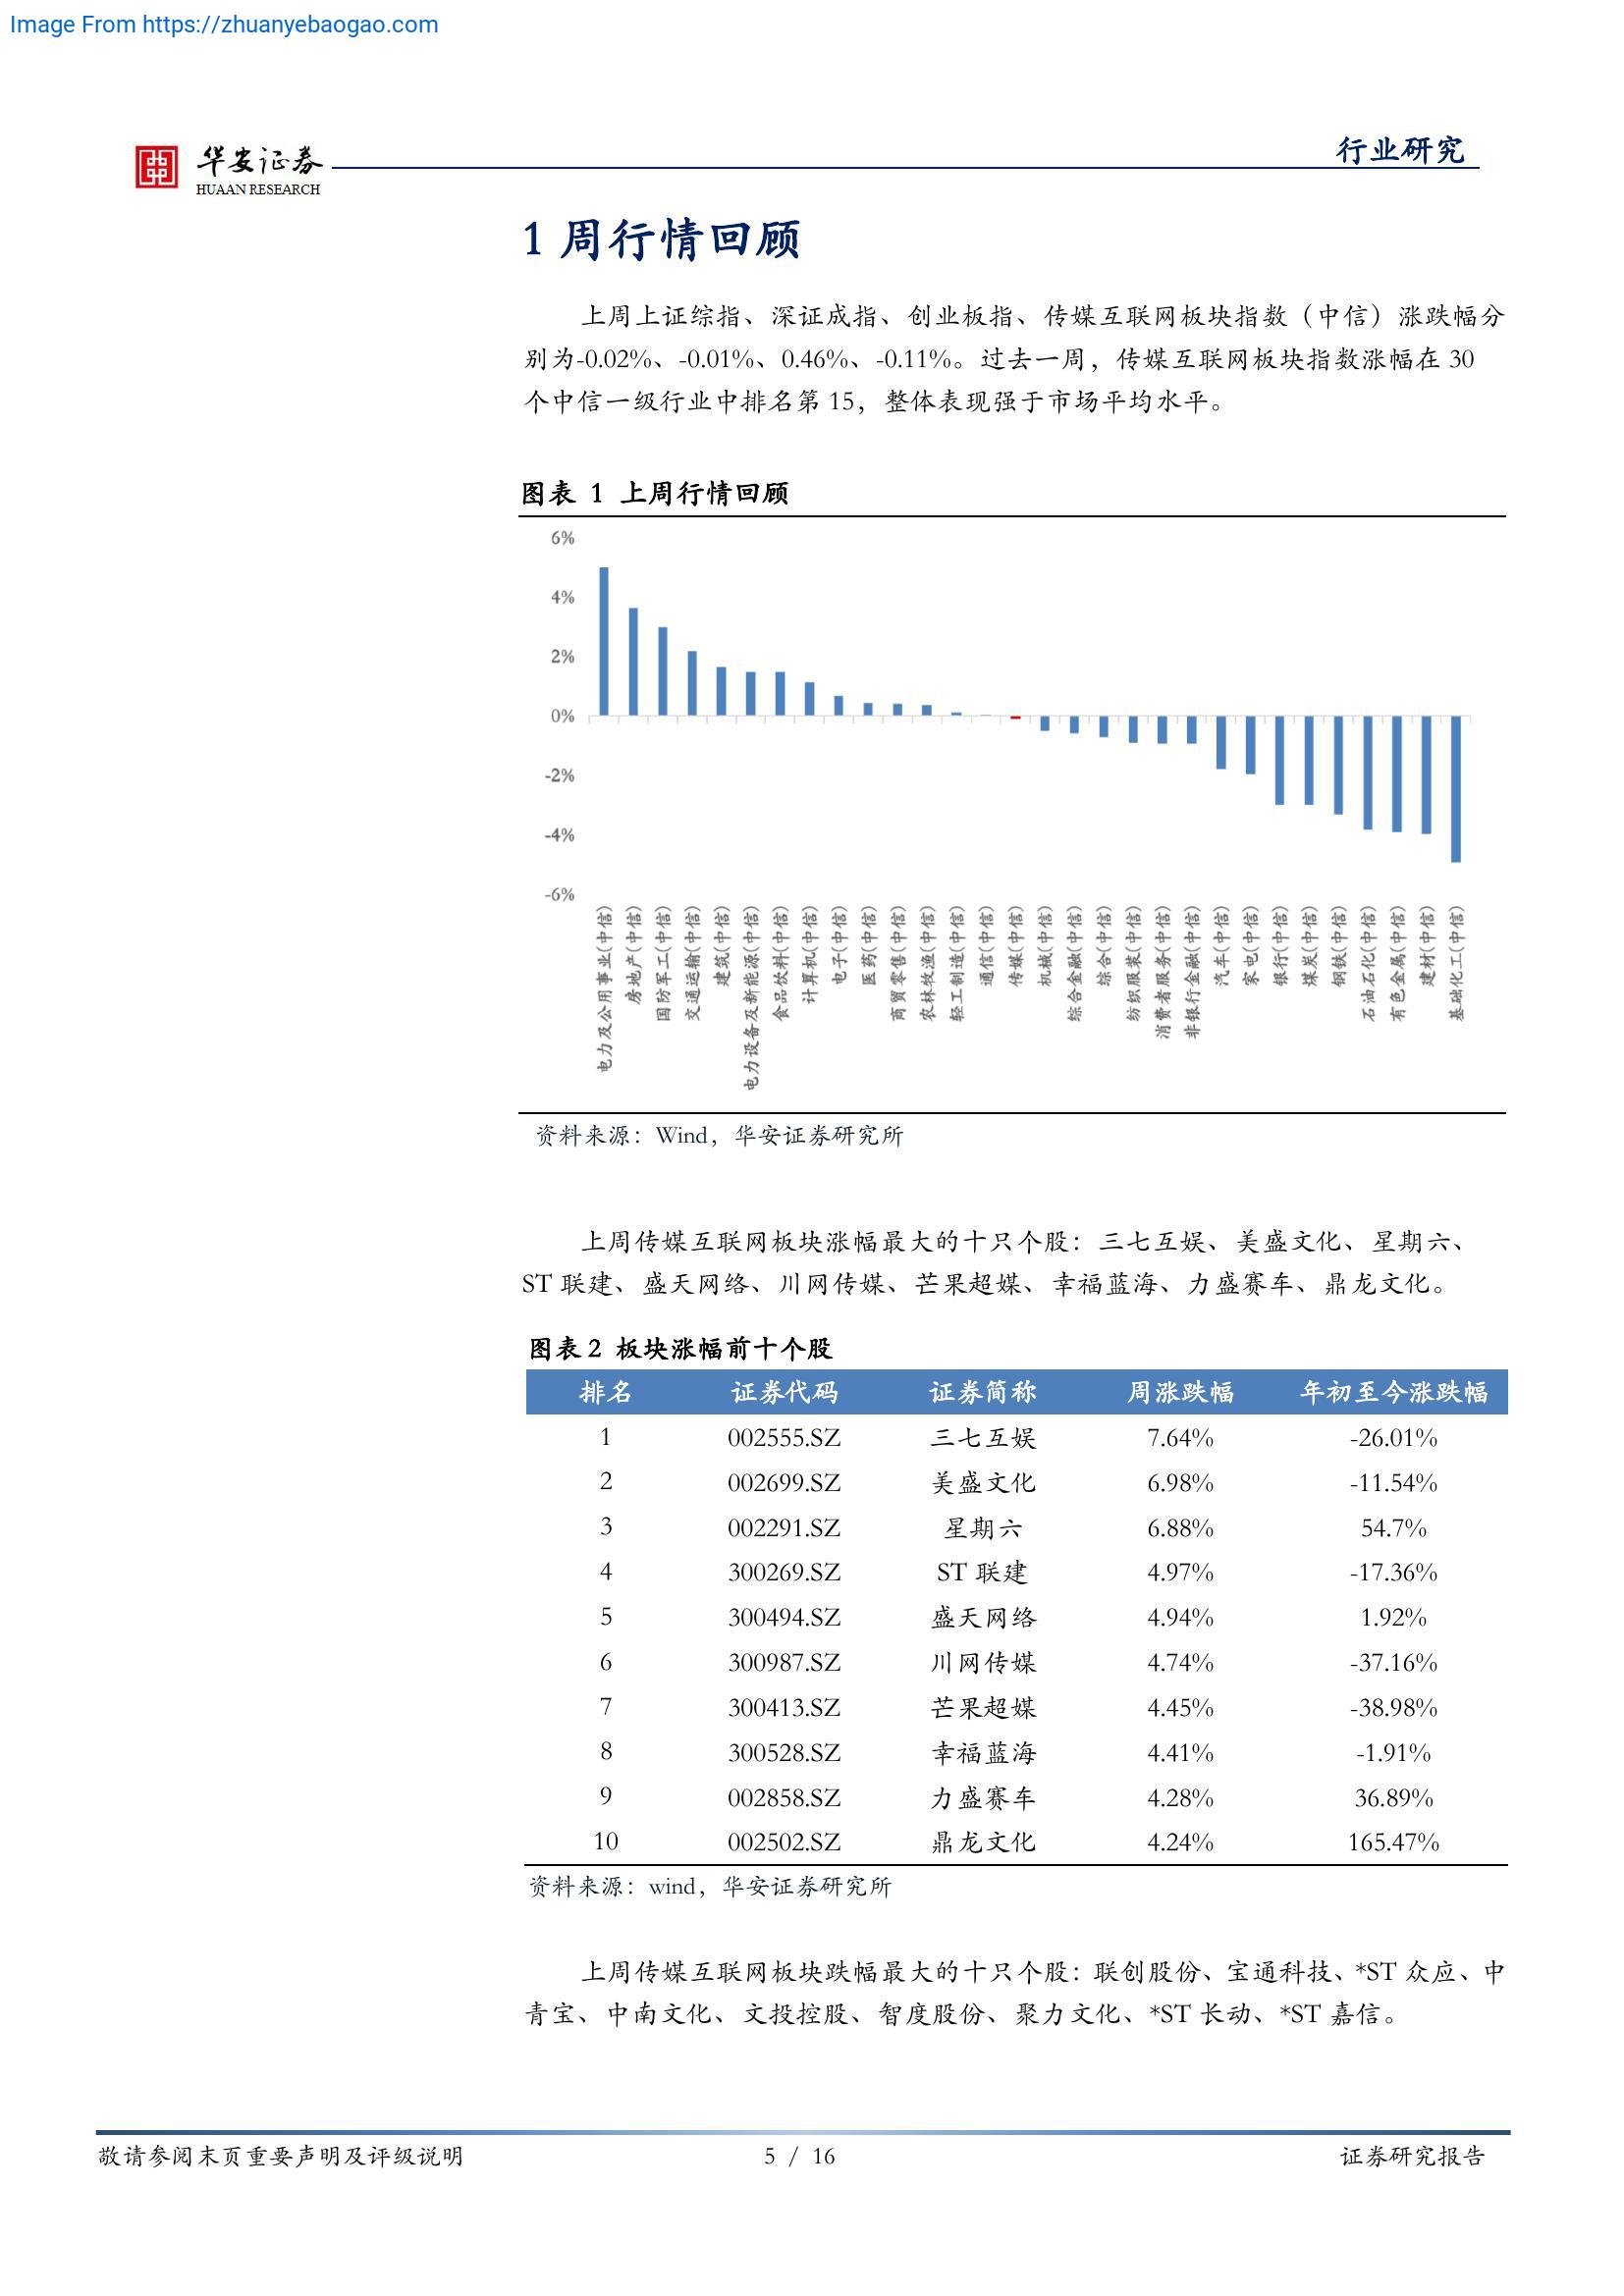 Image From https://zhuanyebaogao.com
华安证券
HUAAN RESEARCH
行业研究
1 周行情回顾
上周上证综指、深证成指、创业板指、传媒互联网板块指数（中信）涨跌幅分
别为-0.02%、-0.01%、0.46%、-0.11%。过去一周，传媒互联网板块指数涨幅在 30
个中信一级行业中排名第 15，整体表现强于市场平均水平。
图表 1 上周行情回顾
6%
4%
2%
0%
-2%
-4%
-6%
电力及公用事业(中信)
房地产(中信)
国防军工(中信)
交通运输(中信)
建筑(中信)
电力设备及新能源(中信)
食品饮料(中信)
计算机(中信)
电子(中信)
医药(中信)
商贸零售(中信)
农林牧渔(中信)
轻工制造(中信)
通信(中信)
传媒(中信)
机械(中信)
综合金融(中信)
综合(中信)
纺织服装(中信)
消费者服务(中信)
非银行金融(中信)
汽车(中信)
家电(中信)
银行(中信)
煤炭(中信)
钢铁(中信)
石油石化(中信)
有色金属(中信)
建材(中信)
基础化工(中信)
资料来源：Wind，华安证券研究所
上周传媒互联网板块涨幅最大的十只个股：三七互娱、美盛文化、星期六、
ST 联建、盛天网络、川网传媒、芒果超媒、幸福蓝海、力盛赛车、鼎龙文化。
图表 2 板块涨幅前十个股
排名 证券代码 证券简称 周涨跌幅 年初至今涨跌幅
1 002555.SZ 三七互娱 7.64% -26.01%
2 002699.SZ 美盛文化 6.98% -11.54%
3 002291.SZ 星期六 6.88% 54.7%
4 300269.SZ ST 联建 4.97% -17.36%
5 300494.SZ 盛天网络 4.94% 1.92%
6 300987.SZ 川网传媒 4.74% -37.16%
7 300413.SZ 芒果超媒 4.45% -38.98%
8 300528.SZ 幸福蓝海 4.41% -1.91%
9 002858.SZ 力盛赛车 4.28% 36.89%
10 002502.SZ 鼎龙文化 4.24% 165.47%
资料来源：wind，华安证券研究所
上周传媒互联网板块跌幅最大的十只个股：联创股份、宝通科技、*ST 众应、中
青宝、中南文化、文投控股、智度股份、聚力文化、*ST 长动、*ST 嘉信。
敬请参阅末页重要声明及评级说明 5 / 16 证券研究报告